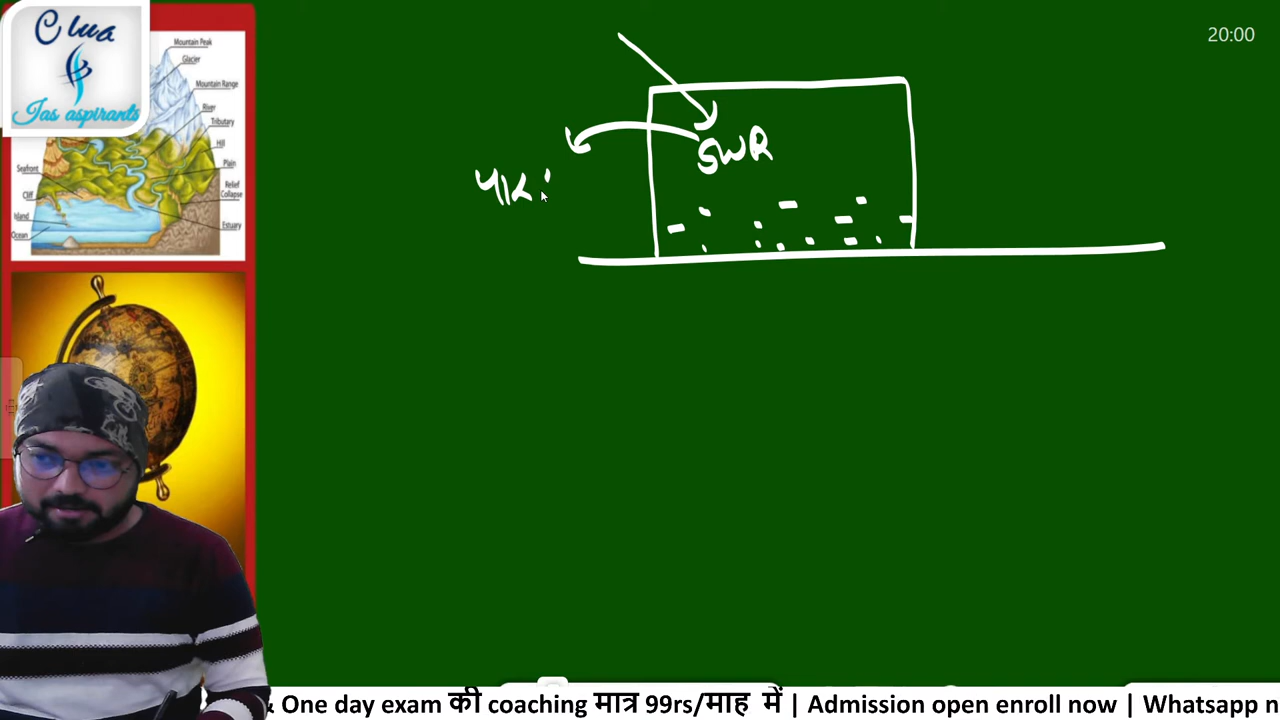 Clua
Ias aspirants
Mountain Peak
Glacier
Mountain Range
River
Tributary
Hill
Plain
Relief
Collapse
Estuary
Seafront
Cliff
Island
Ocean
20:00
SWR
& One day exam की coaching मात्र 99rs/माह में | Admission open enroll now | Whatsapp n